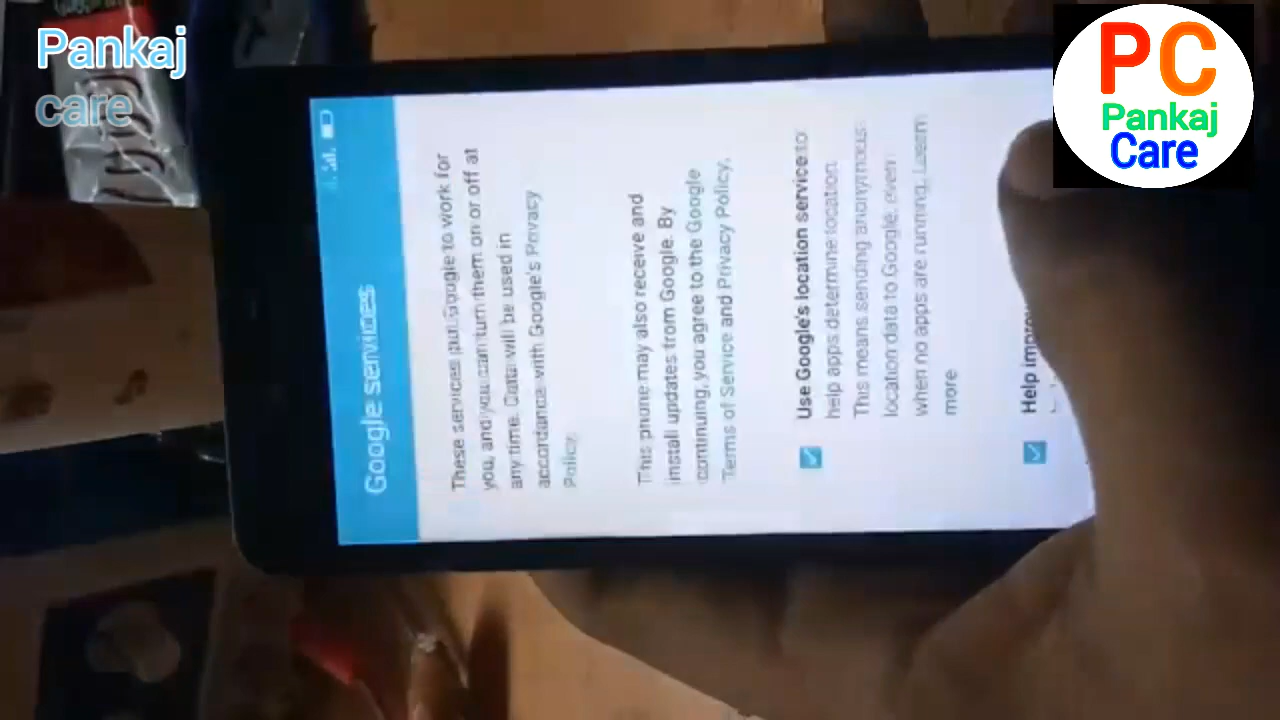 Pankaj
care
PC
Pankaj
Care
Google services
These services put Google to work for
you, and you can turn them on or off at
any time. Data will be used in
accordance with Google's Privacy
Policy.
This phone may also receive and
install updates from Google. By
continuing, you agree to the Google
Terms of Service and Privacy Policy.
Use Google's location service to
help apps determine location.
This means sending anonymous
location data to Google, even
when no apps are running. Learn
more
Help